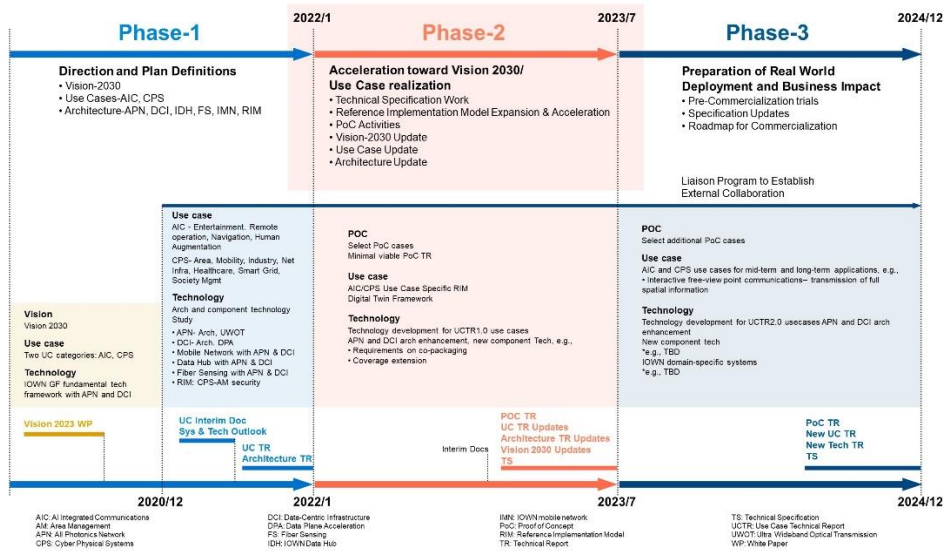 2022/1
2023/7
2024/12
Phase-1
Phase-2
Phase-3
Direction and Plan Definitions
• Vision-2030
• Use Cases-AIC, CPS
• Architecture-APN, DCI, IDH, FS, IMN, RIM
Acceleration toward Vision 2030/
Use Case realization
• Technical Specification Work
• Reference Implementation Model Expansion & Acceleration
• PoC Activities
• Vision-2030 Update
• Use Case Update
• Architecture Update
Preparation of Real World
Deployment and Business Impact
• Pre-Commercialization trials
• Specification Updates
• Roadmap for Commercialization
Liaison Program to Establish
External Collaboration
Vision
Vision 2030
Use case
Two UC categories: AIC, CPS
Technology
IOWN GF fundamental tech
framework with APN and DCI
Use case
AIC - Entertainment. Remote
operation, Navigation, Human
Augmentation
CPS- Area, Mobility, Industry, Net
Infra, Healthcare, Smart Grid,
Society Mgmt
Technology
Arch and component technology
Study
• APN- Arch, UWOT
• DCI- Arch. DPA
• Mobile Network with APN & DCI
• Data Hub with APN & DCI
• Fiber Sensing with APN & DCI
• RIM: CPS-AM security
POC
Select PoC cases
Minimal viable PoC TR
Use case
AIC/CPS Use Case Specific RIM
Digital Twin Framework
Technology
Technology development for UCTR1.0 use cases
APN and DCI arch enhancement, new component Tech, e.g.,
• Requirements on co-packaging
• Coverage extension
POC
Select additional PoC cases
Use case
AIC and CPS use cases for mid-term and long-term applications, e.g.,
• Interactive free-view point communications– transmission of full
spatial information
Technology
Technology development for UCTR2.0 usecases APN and DCI arch
enhancement
New component tech
*e.g., TBD
IOWN domain-specific systems
*e.g., TBD
Vision 2023 WP
UC Interim Doc
Sys & Tech Outlook
UC TR
Architecture TR
Interim Docs
POC TR
UC TR Updates
Architecture TR Updates
Vision 2030 Updates
TS
PoC TR
New UC TR
New Tech TR
TS
2020/12
2022/1
2023/7
2024/12
AIC: AI Integrated Communications
AM: Area Management
APN: All Photonics Network
CPS: Cyber Physical Systems
DCI: Data-Centric Infrastructure
DPA: Data Plane Acceleration
FS: Fiber Sensing
IDH: IOWN Data Hub
IMN: IOWN mobile network
PoC: Proof of Concept
RIM: Reference Implementation Model
TR: Technical Report
TS: Technical Specification
UCTR: Use Case Technical Report
UWOT: Ultra Wideband Optical Transmission
WP: White Paper